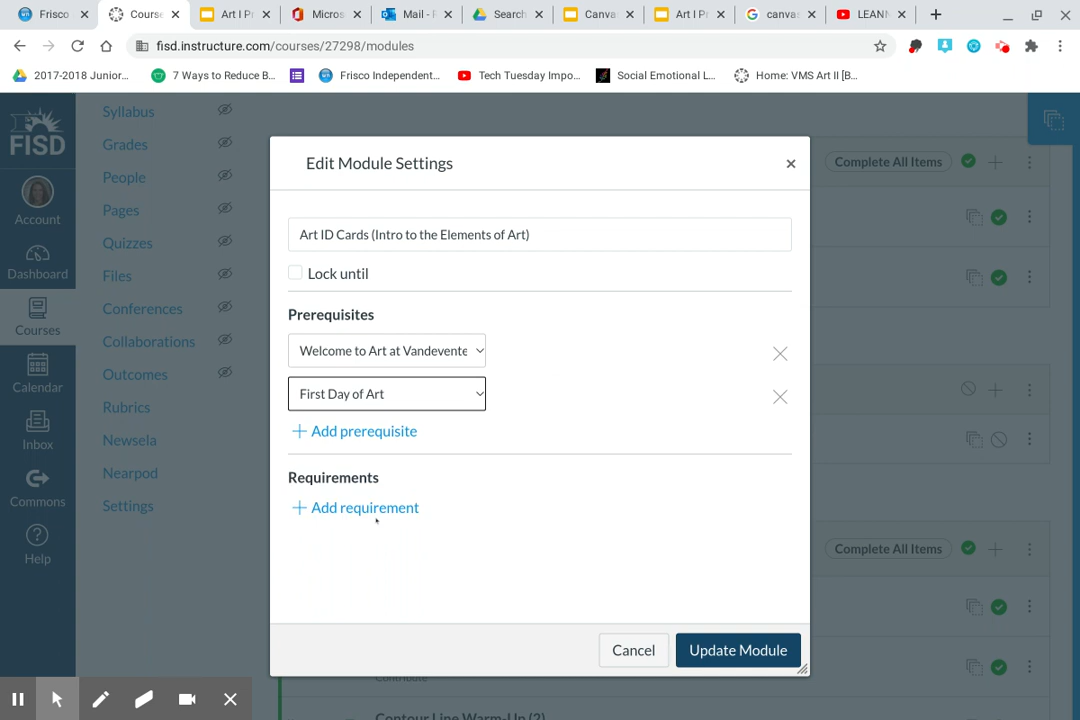 Frisco
Course
Art I P
Micros
Mail - R
Search
Canva
Art I P
canvas
LEANN
fisd.instructure.com/courses/27298/modules
2017-2018 Junior...
7 Ways to Reduce B...
Frisco Independent...
Tech Tuesday Impo...
Social Emotional L...
Home: VMS Art II [B...
FISD
Account
Dashboard
Courses
Calendar
Inbox
Commons
Help
Syllabus
Grades
People
Pages
Quizzes
Files
Conferences
Collaborations
Outcomes
Rubrics
Newsela
Nearpod
Settings
Edit Module Settings
Art ID Cards (Intro to the Elements of Art)
Lock until
Prerequisites
Welcome to Art at Vandevente
First Day of Art
Add prerequisite
Requirements
Add requirement
Cancel
Update Module
Complete All Items
Complete All Items
Contribute
Contour Line Warm-Up (2)